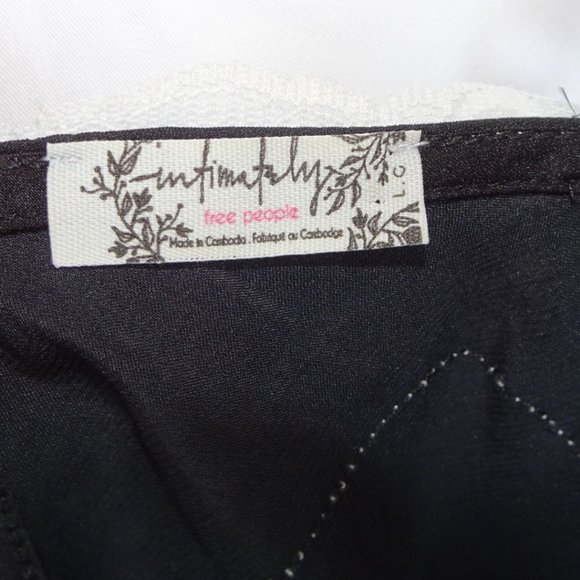 intimately
free people
Made in Cambodia . Fabriqué au Cambodge
L.G